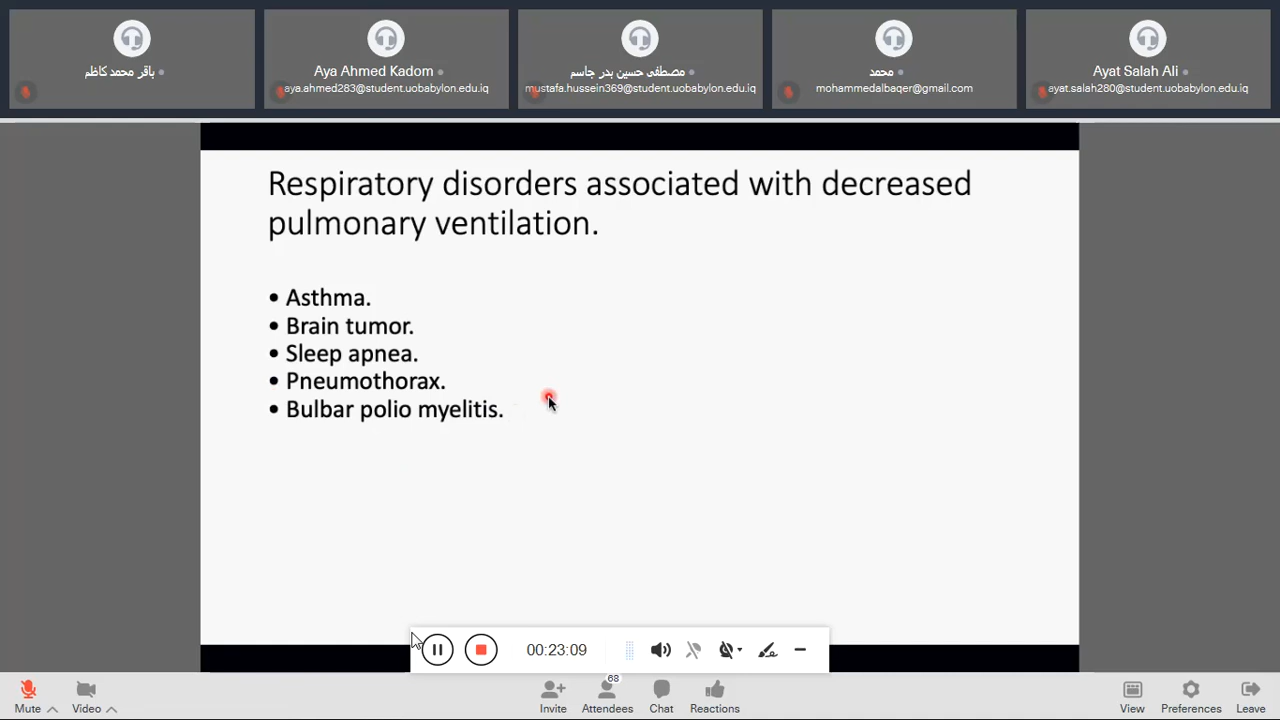 باقر محمد كاظم
Aya Ahmed Kadom
aya.ahmed283@student.uobabylon.edu.iq
مصطفى حسين بدر جاسم
mustafa.hussein369@student.uobabylon.edu.iq
محمد
mohammedalbaqer@gmail.com
Ayat Salah Ali
ayat.salah280@student.uobabylon.edu.iq
Respiratory disorders associated with decreased
pulmonary ventilation.
• Asthma.
• Brain tumor.
• Sleep apnea.
• Pneumothorax.
• Bulbar polio myelitis.
00:23:09
68
Mute
Video
Invite
Attendees
Chat
Reactions
View
Preferences
Leave